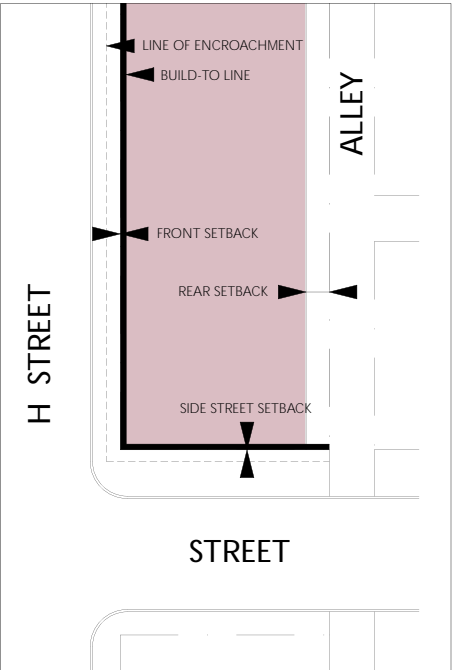 LINE OF ENCROACHMENT
BUILD-TO LINE
ALLEY
FRONT SETBACK
REAR SETBACK
H STREET
SIDE STREET SETBACK
STREET